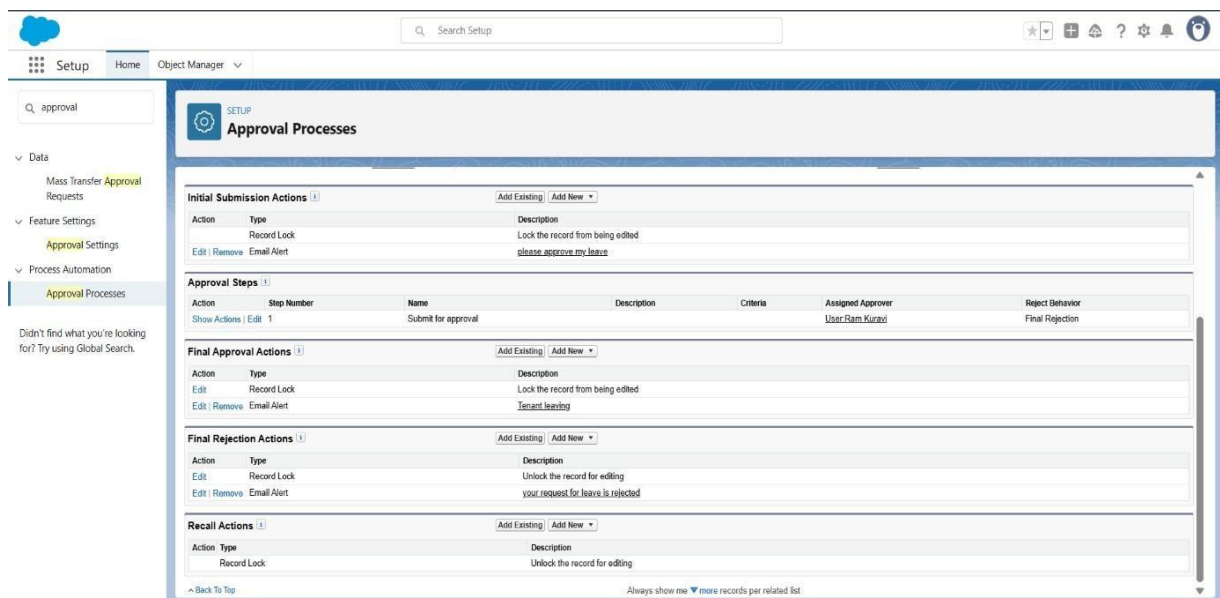 Search Setup
Setup Home Object Manager
approval
Data
Mass Transfer Approval
Requests
Feature Settings
Approval Settings
Process Automation
Approval Processes
Didn't find what you're looking
for? Try using Global Search.
SETUP
Approval Processes
Initial Submission Actions Add Existing Add New
Action Type Description
Record Lock Lock the record from being edited
Edit | Remove Email Alert please approve my leave
Approval Steps
Action Step Number Name Description Criteria Assigned Approver Reject Behavior
Show Actions | Edit 1 Submit for approval User:Ram Kuravi Final Rejection
Final Approval Actions Add Existing Add New
Action Type Description
Edit Record Lock Lock the record from being edited
Edit | Remove Email Alert Tenant leaving
Final Rejection Actions Add Existing Add New
Action Type Description
Edit Record Lock Unlock the record for editing
Edit | Remove Email Alert your request for leave is rejected
Recall Actions Add Existing Add New
Action Type Description
Record Lock Unlock the record for editing
Back To Top Always show me more records per related list